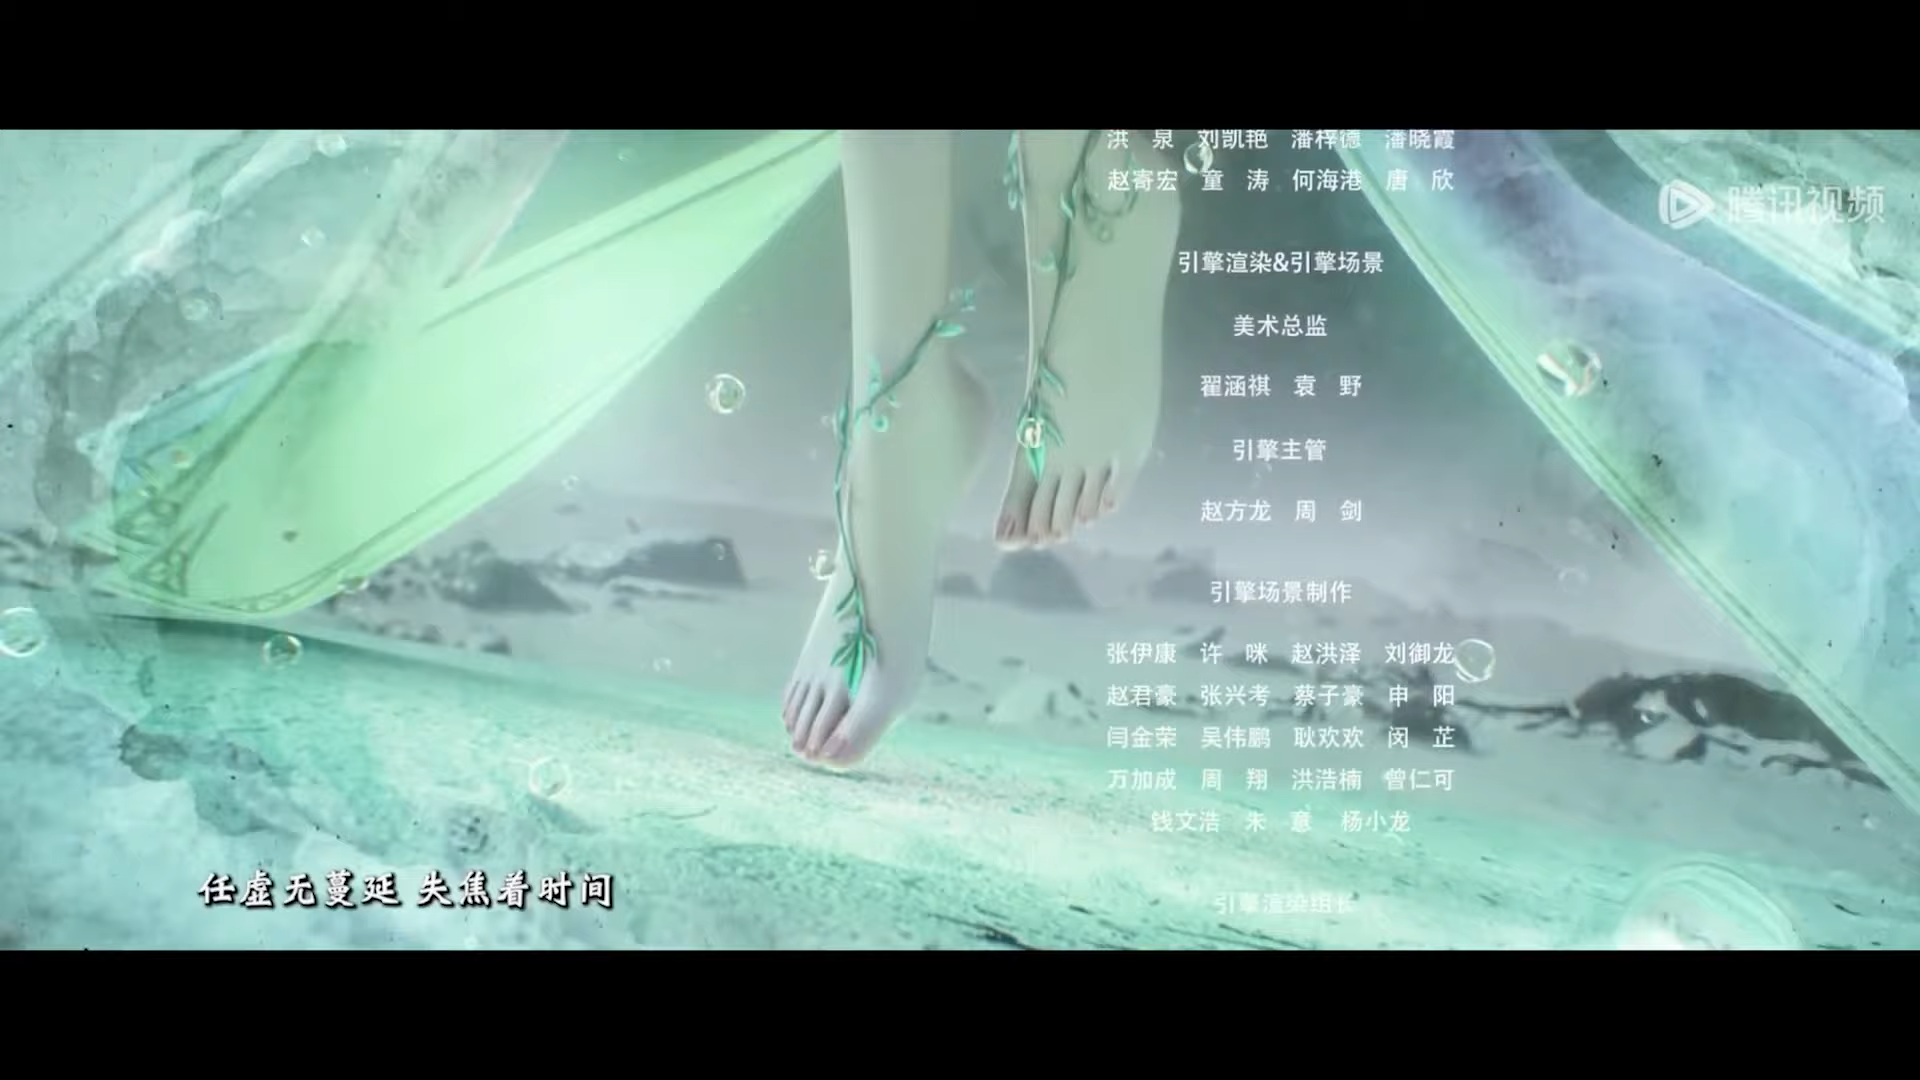 洪 泉 刘凯艳 潘梓德 潘晓霞
赵寄宏 童 涛 何海港 唐 欣
腾讯视频
引擎渲染&引擎场景
美术总监
翟涵祺 袁 野
引擎主管
赵方龙 周 剑
引擎场景制作
张伊康 许 咪 赵洪泽 刘御龙
赵君豪 张兴考 蔡子豪 申 阳
闫金荣 吴伟鹏 耿欢欢 闵 芷
万加成 周 翔 洪浩楠 曾仁可
钱文浩 朱 意 杨小龙
任虚无蔓延 失焦着时间
引擎渲染组长